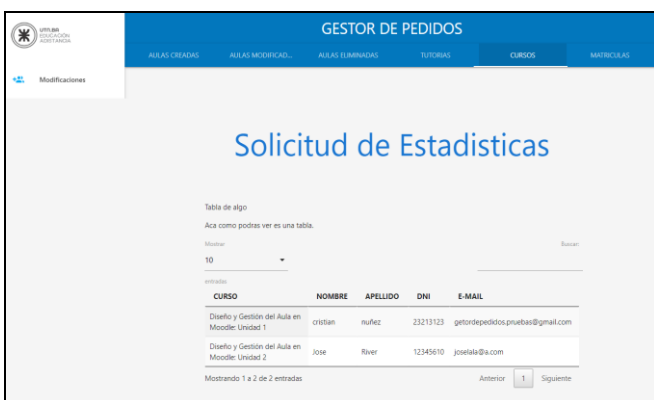 UTN.BA
EDUCACIÓN
A DISTANCIA
GESTOR DE PEDIDOS
AULAS CREADAS AULAS MODIFICAD... AULAS ELIMINADAS TUTORIAS CURSOS MATRICULAS
Modificaciones
Solicitud de Estadisticas
Tabla de algo
Aca como podras ver es una tabla.
Mostrar Buscar:
10
entradas
CURSO NOMBRE APELLIDO DNI E-MAIL
Diseño y Gestión del Aula en
Moodle: Unidad 1 cristian nuñez 23213123 getordepedidos.pruebas@gmail.com
Diseño y Gestión del Aula en
Moodle: Unidad 2 Jose River 12345610 joselala@a.com
Mostrando 1 a 2 de 2 entradas Anterior 1 Siguiente